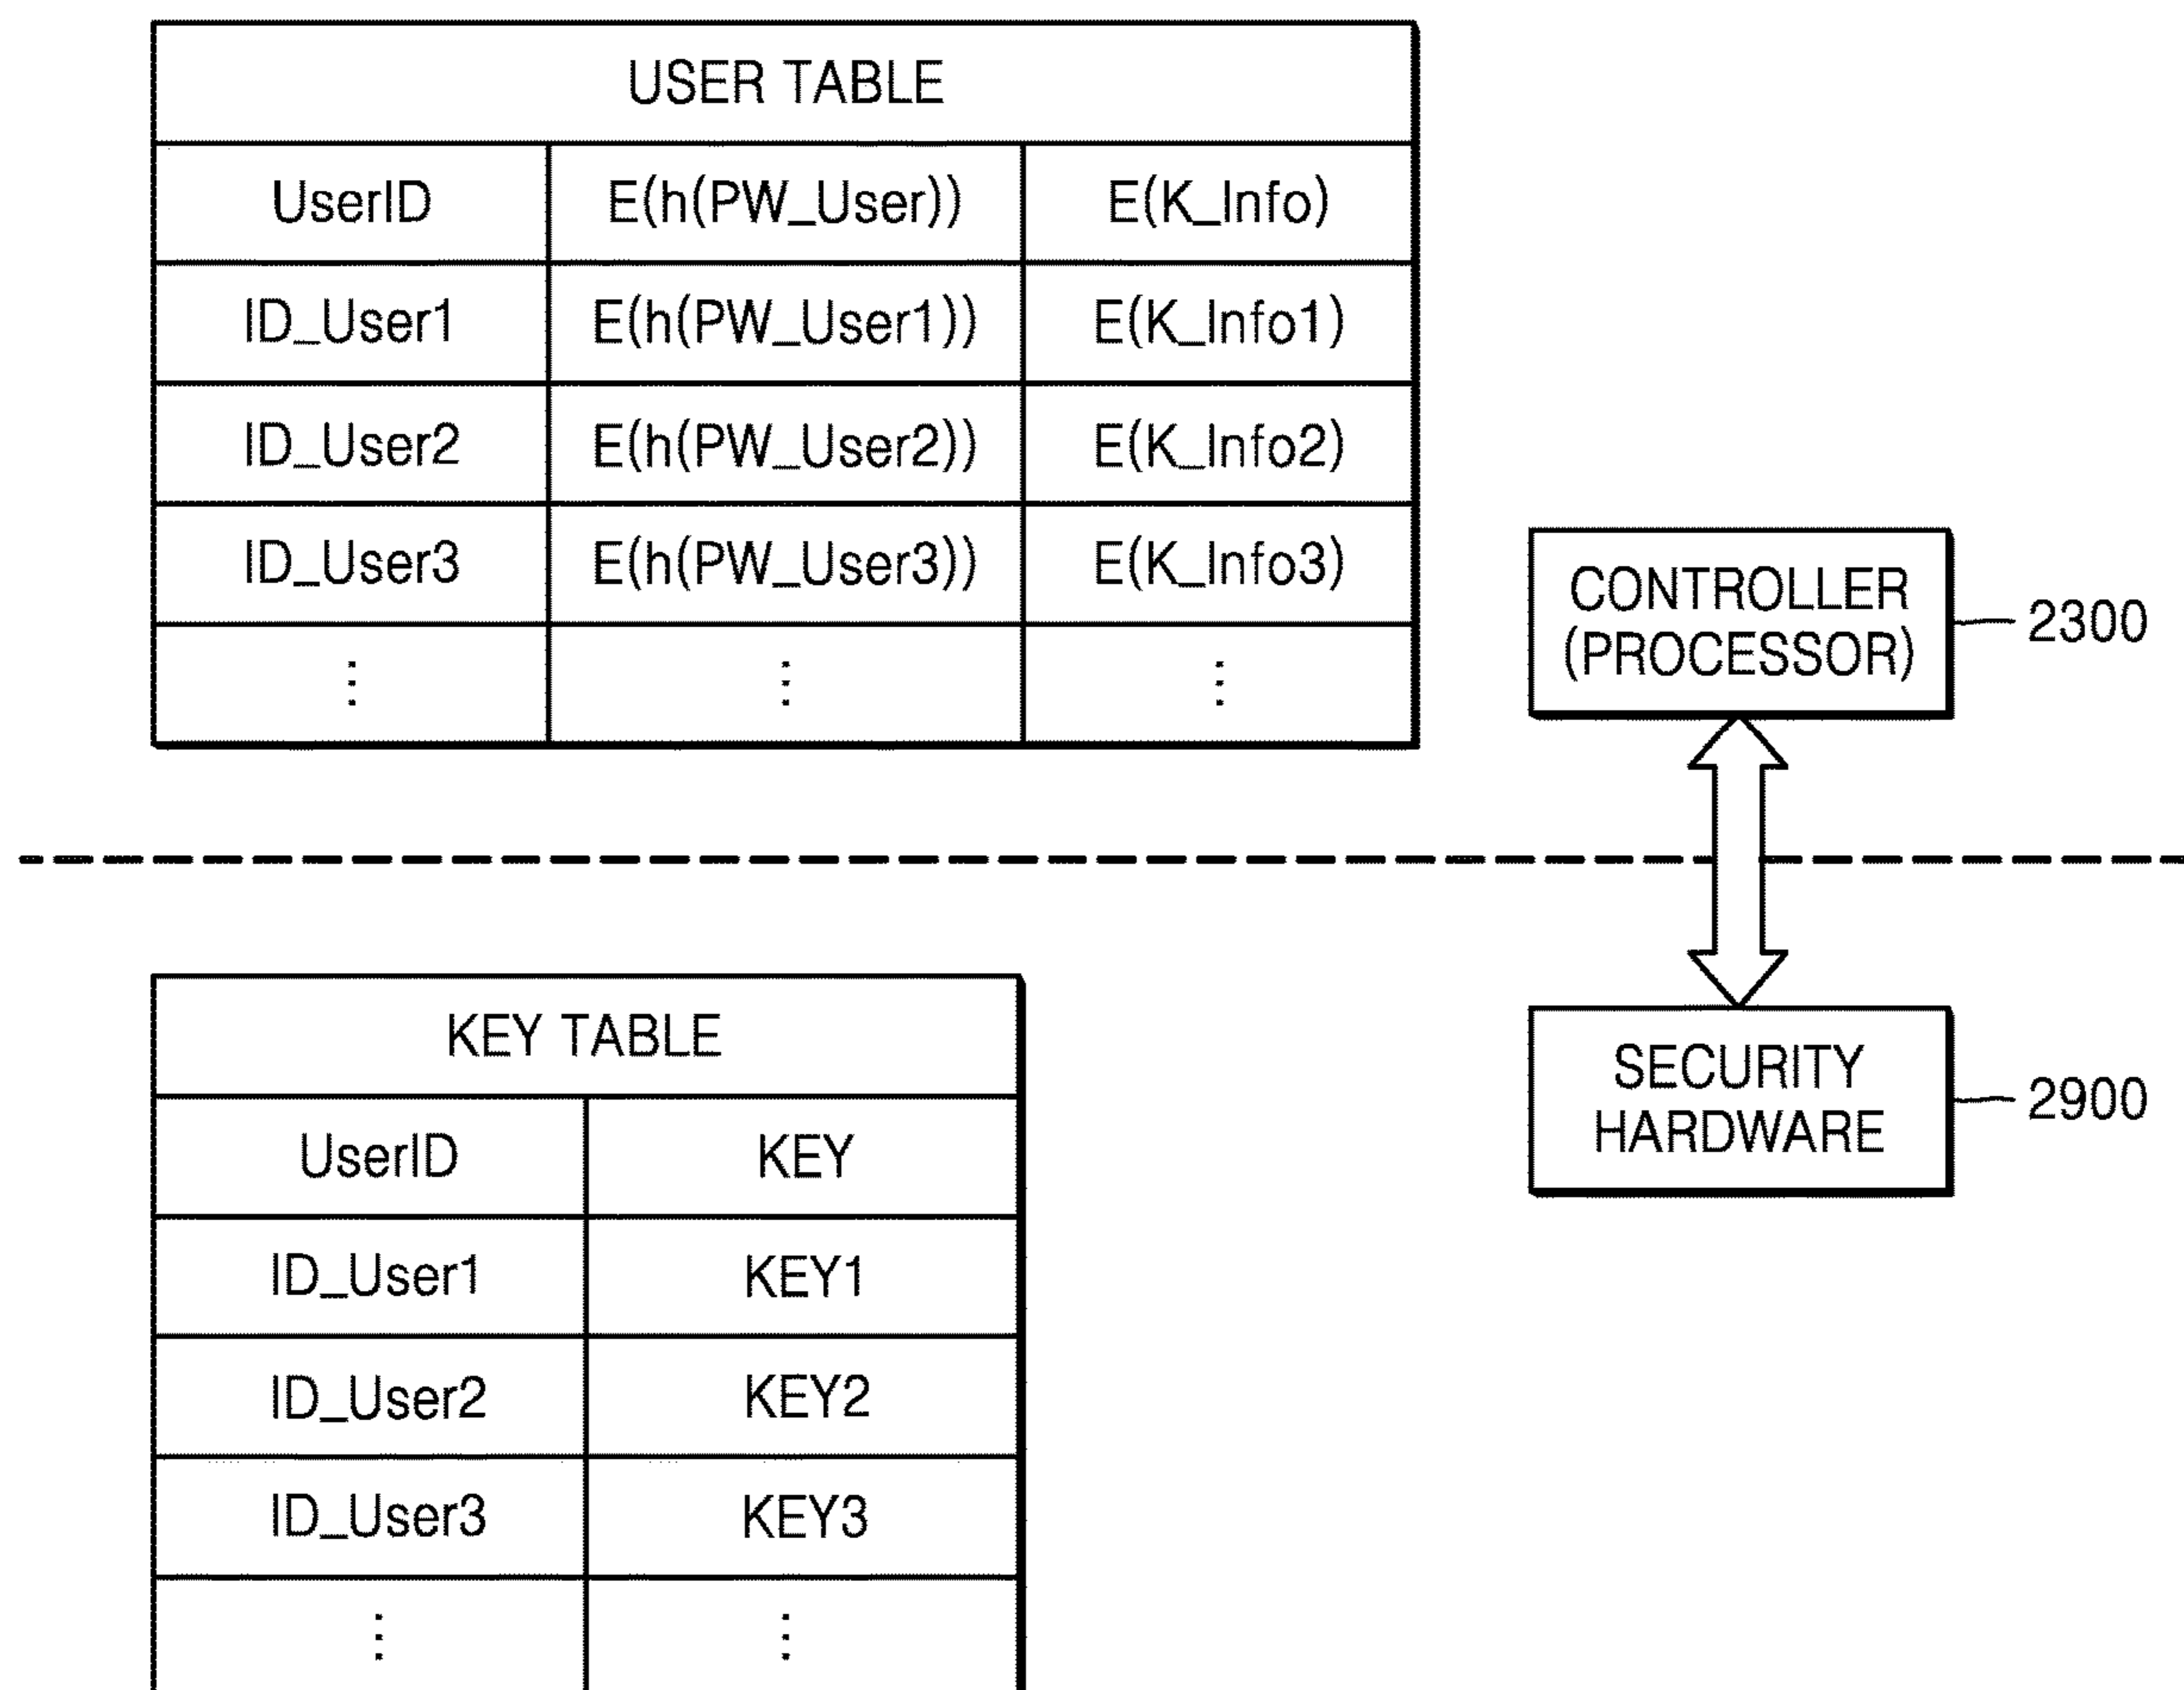 USER TABLE
UserID E(h(PW_User)) E(K_Info)
ID_User1 E(h(PW_User1)) E(K_Info1)
ID_User2 E(h(PW_User2)) E(K_Info2)
ID_User3 E(h(PW_User3)) E(K_Info3)
⋮ ⋮ ⋮
CONTROLLER
(PROCESSOR)
2300
KEY TABLE
UserID KEY
ID_User1 KEY1
ID_User2 KEY2
ID_User3 KEY3
⋮ ⋮
SECURITY
HARDWARE
2900